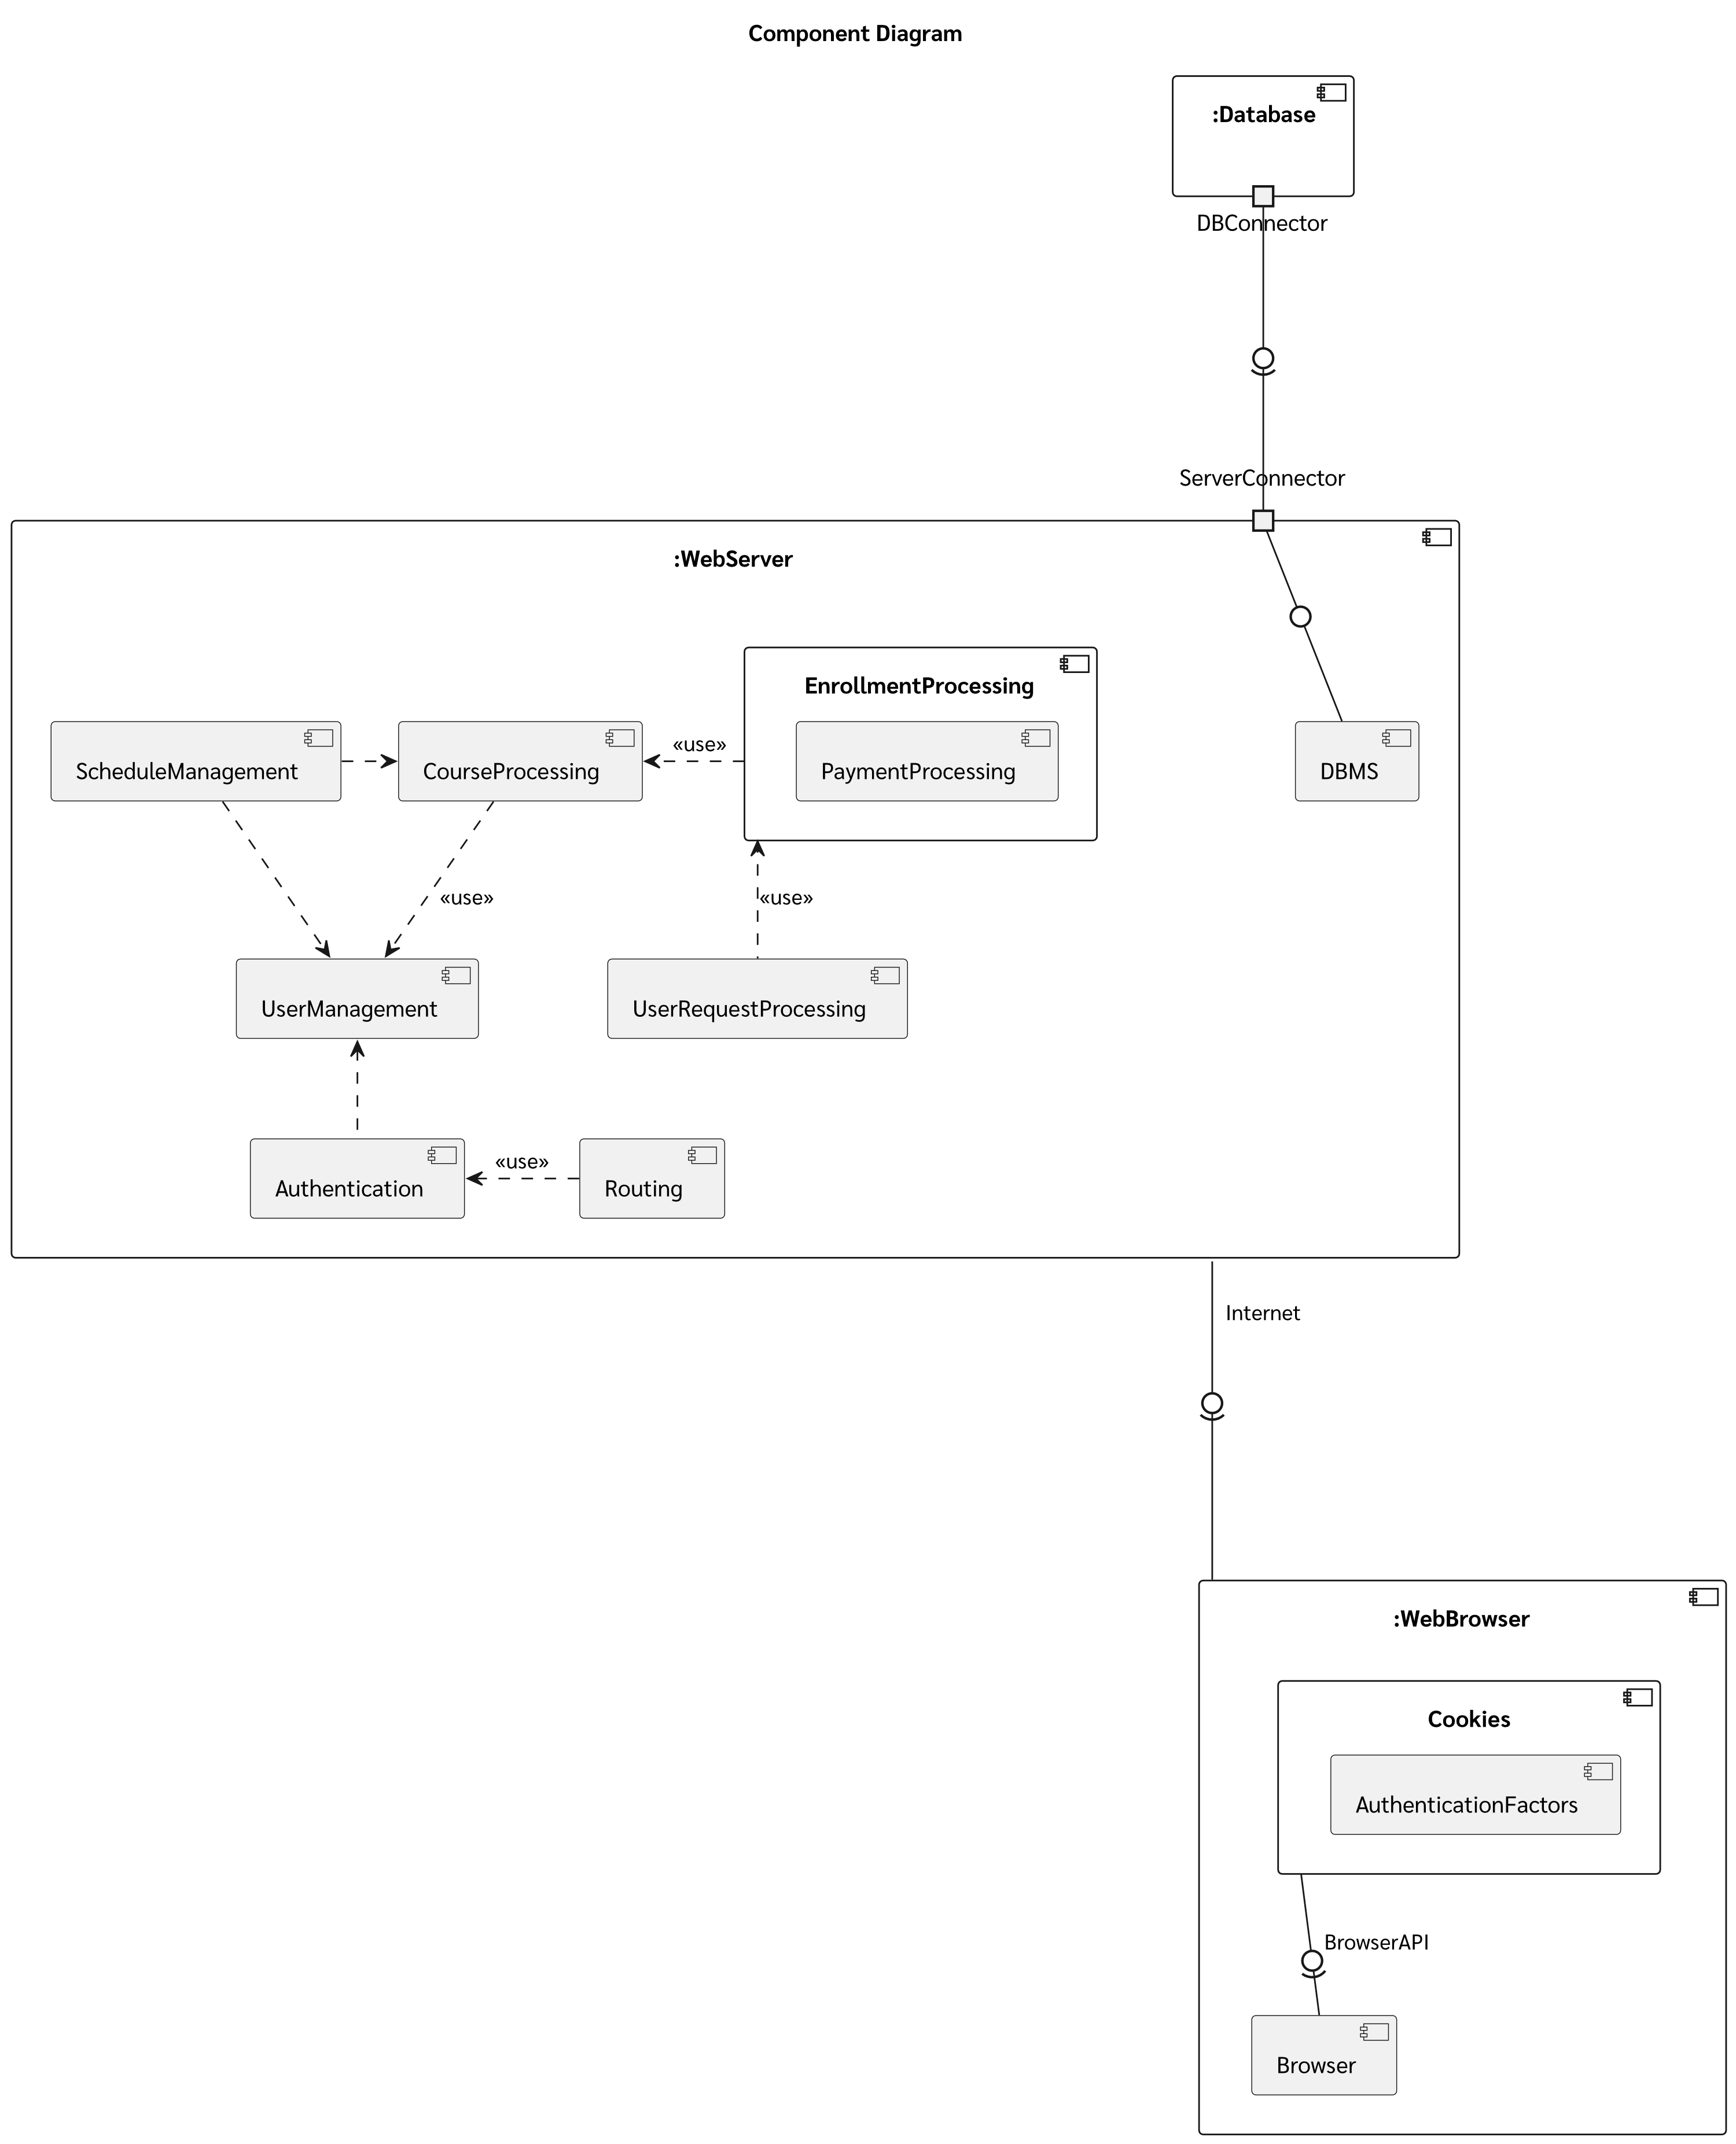 Component Diagram
:Database
DBConnector
ServerConnector
:WebServer
EnrollmentProcessing
ScheduleManagement
CourseProcessing
«use»
PaymentProcessing
DBMS
«use»
«use»
UserManagement
UserRequestProcessing
Authentication
«use»
Routing
Internet
:WebBrowser
Cookies
AuthenticationFactors
BrowserAPI
Browser